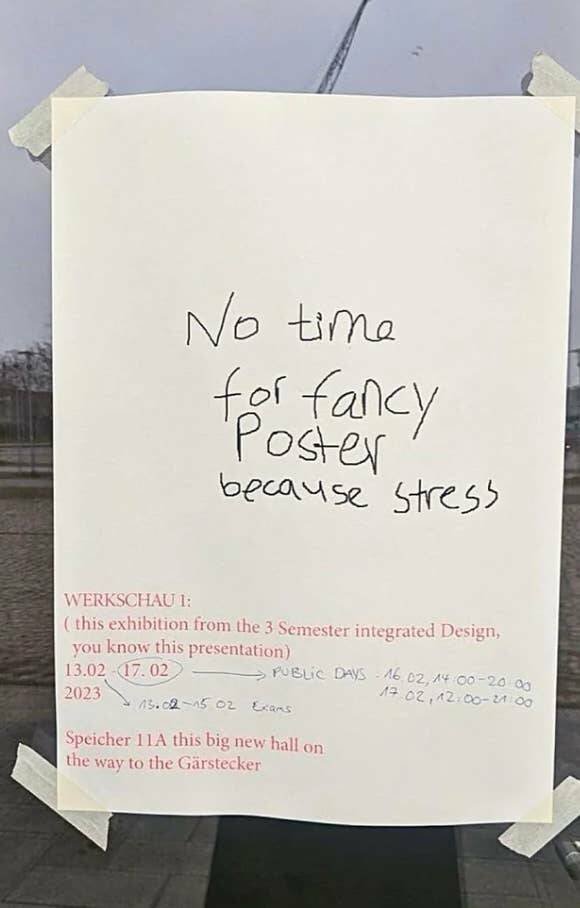 No time
for fancy
Poster
because stress
WERKSCHAU 1:
( this exhibition from the 3 Semester integrated Design,
you know this presentation)
13.02 - 17. 02 → PUBLIC DAYS - 16.02, 14:00-20:00
2023 17.02, 12:00-21:00
13.02-15 02 Exams
Speicher 11A this big new hall on
the way to the Gärstecker